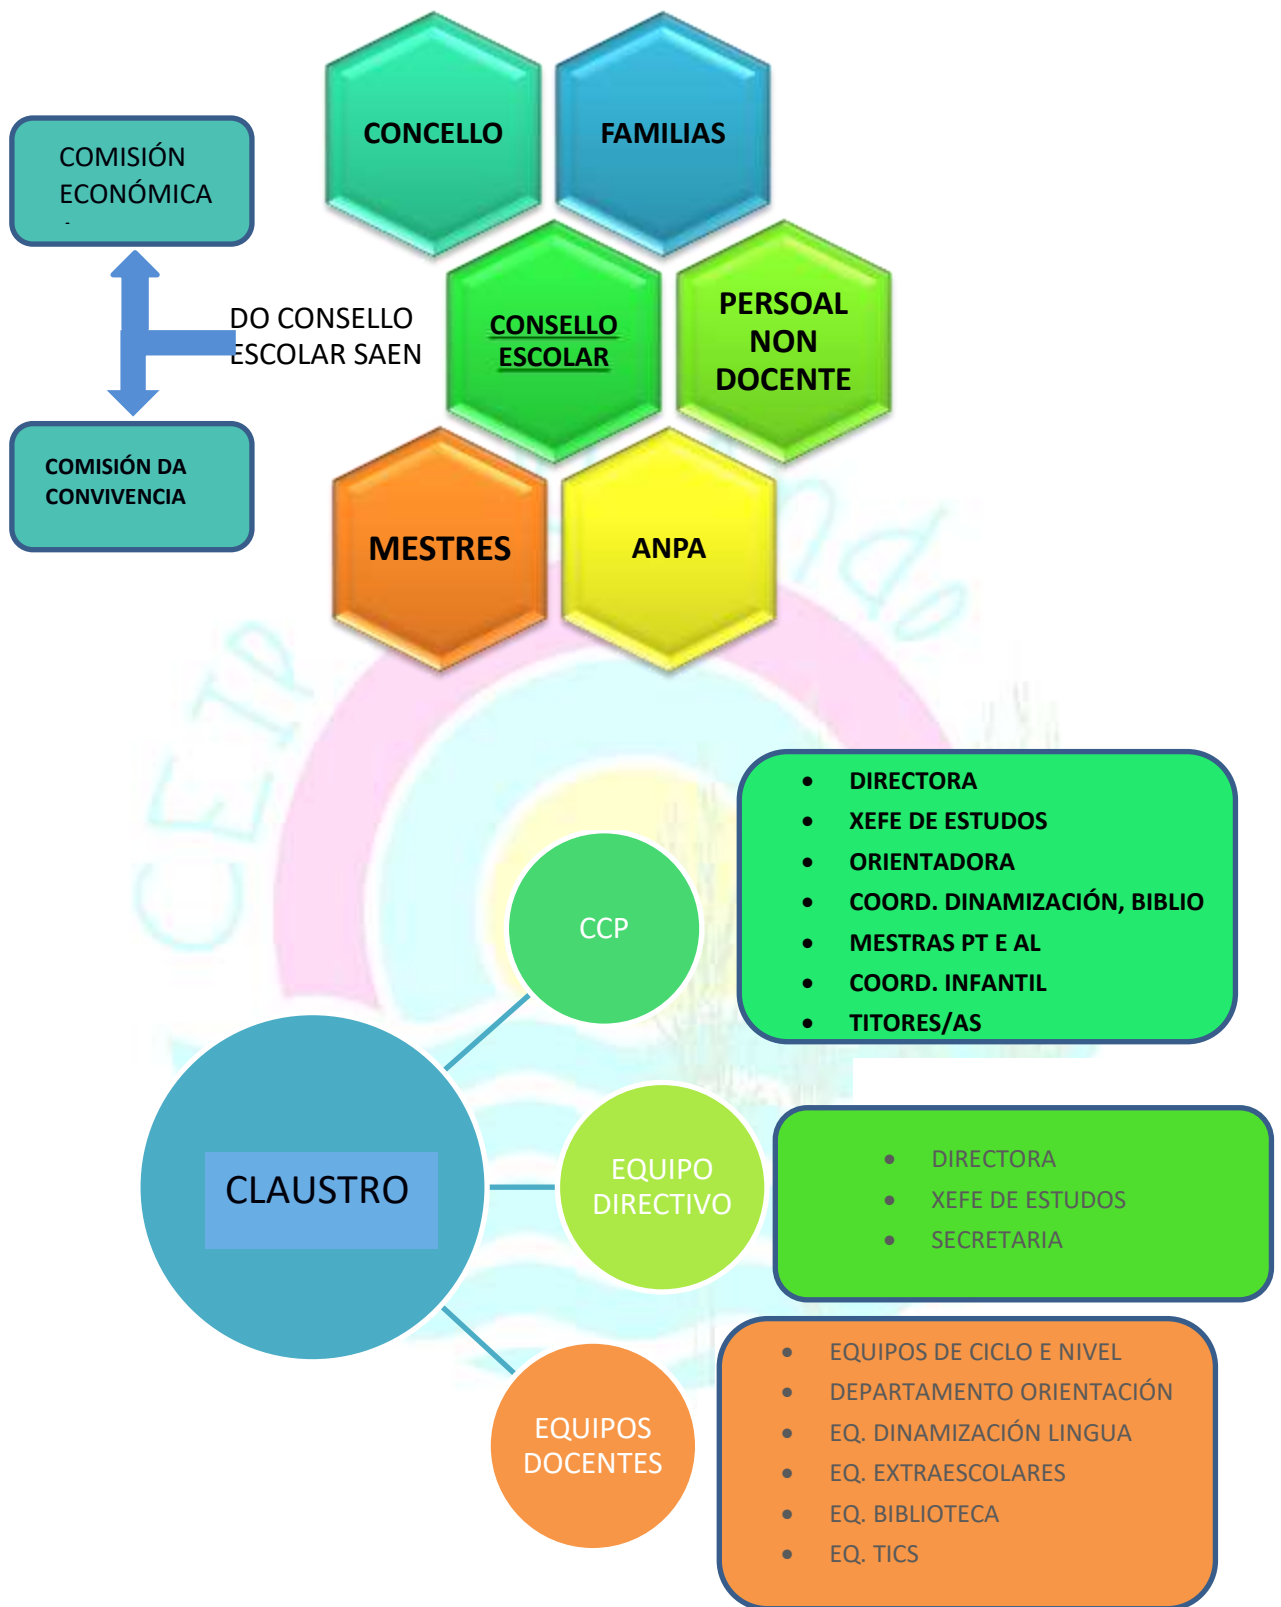 CONCELLO
FAMILIAS
COMISIÓN
ECONÓMICA
DO CONSELLO
ESCOLAR SAEN
CONSELLO
ESCOLAR
PERSOAL
NON
DOCENTE
COMISIÓN DA
CONVIVENCIA
MESTRES
ANPA
CEIP
• DIRECTORA
• XEFE DE ESTUDOS
• ORIENTADORA
• COORD. DINAMIZACIÓN, BIBLIO
• MESTRAS PT E AL
• COORD. INFANTIL
• TITORES/AS
CCP
CLAUSTRO
EQUIPO
DIRECTIVO
• DIRECTORA
• XEFE DE ESTUDOS
• SECRETARIA
EQUIPOS
DOCENTES
• EQUIPOS DE CICLO E NIVEL
• DEPARTAMENTO ORIENTACIÓN
• EQ. DINAMIZACIÓN LINGUA
• EQ. EXTRAESCOLARES
• EQ. BIBLIOTECA
• EQ. TICS